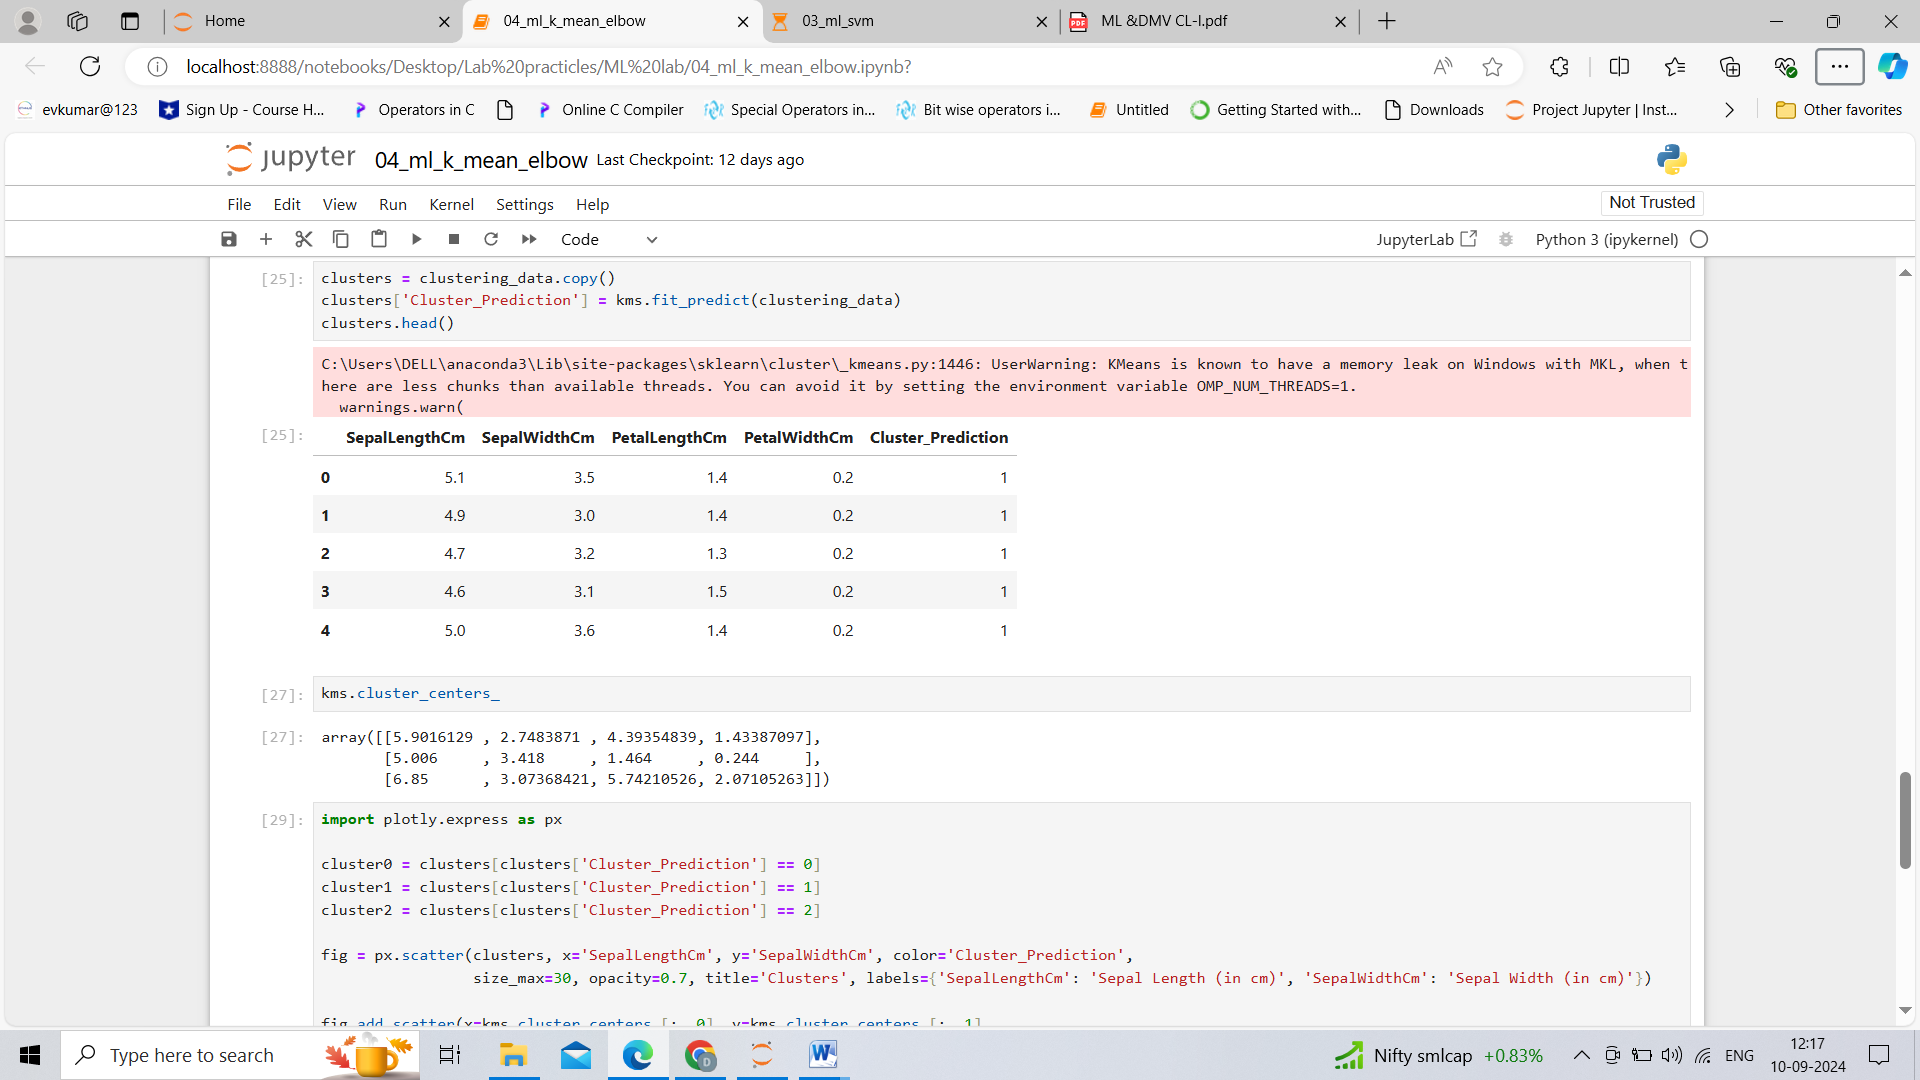 Home
04_ml_k_mean_elbow
03_ml_svm
PDF
ML &DMV CL-I.pdf
localhost:8888/notebooks/Desktop/Lab%20practicles/ML%20lab/04_ml_k_mean_elbow.ipynb?
evkumar@123
Sign Up - Course H...
Operators in C
Online C Compiler
Special Operators in...
Bit wise operators i...
Untitled
Getting Started with...
Downloads
Project Jupyter | Inst...
Other favorites
jupyter 04_ml_k_mean_elbow Last Checkpoint: 12 days ago
File Edit View Run Kernel Settings Help
Not Trusted
Code
JupyterLab
Python 3 (ipykernel)
[25]: clusters = clustering_data.copy()
clusters['Cluster_Prediction'] = kms.fit_predict(clustering_data)
clusters.head()
C:\Users\DELL\anaconda3\Lib\site-packages\sklearn\cluster\_kmeans.py:1446: UserWarning: KMeans is known to have a memory leak on Windows with MKL, when t
here are less chunks than available threads. You can avoid it by setting the environment variable OMP_NUM_THREADS=1.
warnings.warn(
[25]: SepalLengthCm SepalWidthCm PetalLengthCm PetalWidthCm Cluster_Prediction
0 5.1 3.5 1.4 0.2 1
1 4.9 3.0 1.4 0.2 1
2 4.7 3.2 1.3 0.2 1
3 4.6 3.1 1.5 0.2 1
4 5.0 3.6 1.4 0.2 1
[27]: kms.cluster_centers_
[27]: array([[5.9016129 , 2.7483871 , 4.39354839, 1.43387097],
[5.006 , 3.418 , 1.464 , 0.244 ],
[6.85 , 3.07368421, 5.74210526, 2.07105263]])
[29]: import plotly.express as px
cluster0 = clusters[clusters['Cluster_Prediction'] == 0]
cluster1 = clusters[clusters['Cluster_Prediction'] == 1]
cluster2 = clusters[clusters['Cluster_Prediction'] == 2]
fig = px.scatter(clusters, x='SepalLengthCm', y='SepalWidthCm', color='Cluster_Prediction',
size_max=30, opacity=0.7, title='Clusters', labels={'SepalLengthCm': 'Sepal Length (in cm)', 'SepalWidthCm': 'Sepal Width (in cm)'})
fig.add_scatter(x=kms.cluster_centers_[:, 0], y=kms.cluster_centers_[:, 1],
Type here to search
Nifty smlcap +0.83%
ENG
12:17
10-09-2024